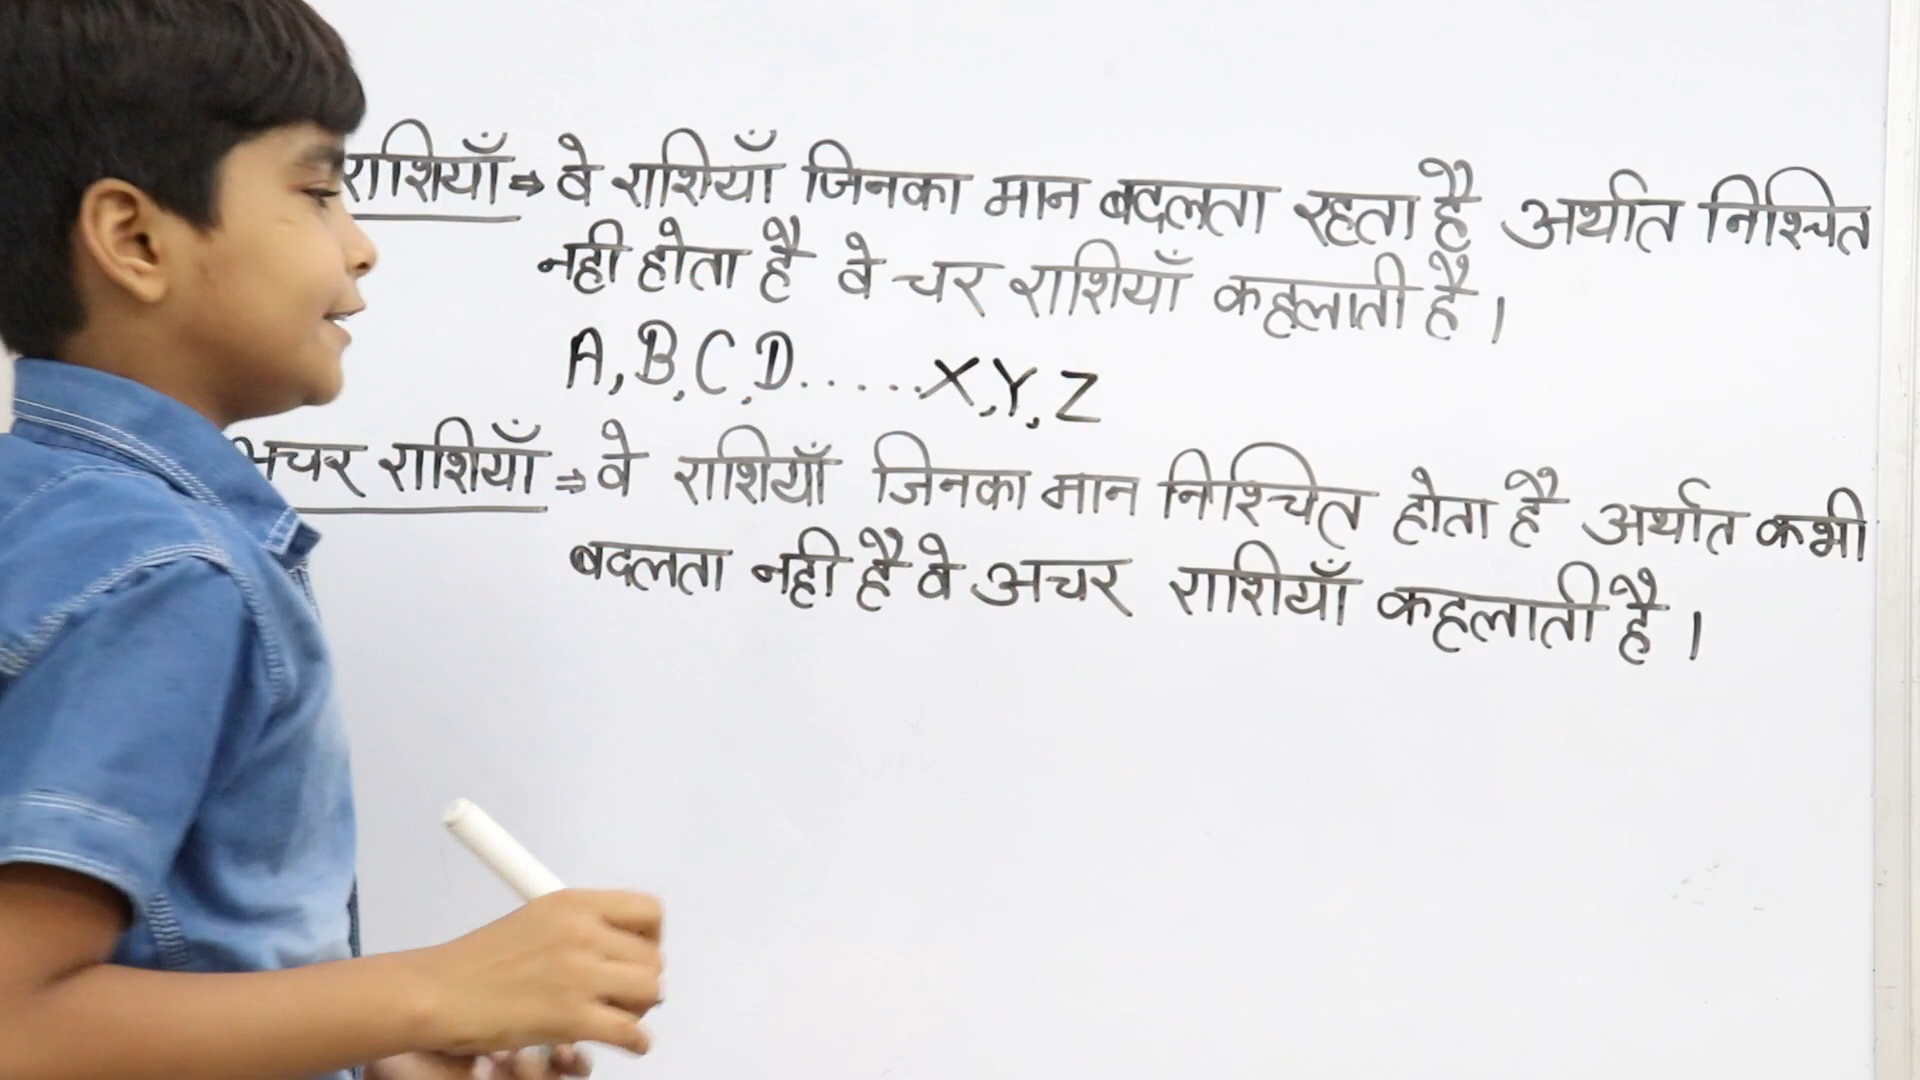 राशियाँ ⇒ वे राशियाँ जिनका मान बदलता रहता है अर्थात निश्चित
नही होता है वे चर राशियाँ कहलाती है।
A, B, C, D......X, Y, Z
अचर राशियाँ ⇒ वे राशियाँ जिनका मान निश्चित होता है अर्थात कभी
बदलता नही है वे अचर राशियाँ कहलाती है।